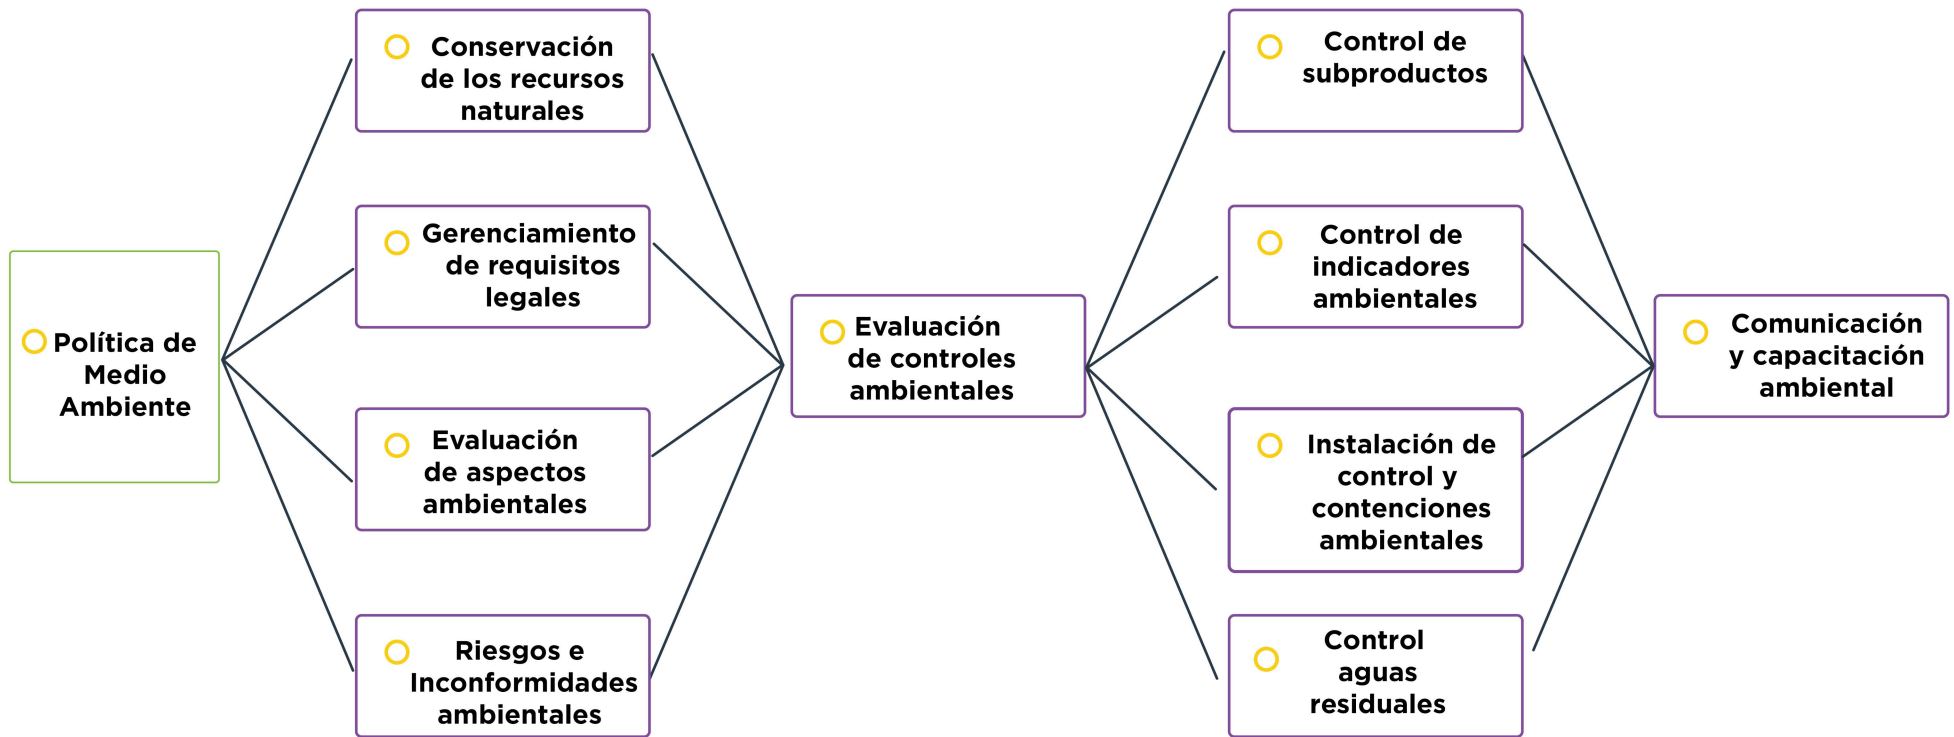 Política de
Medio
Ambiente
Conservación
de los recursos
naturales
Gerenciamiento
de requisitos
legales
Evaluación
de aspectos
ambientales
Riesgos e
Inconformidades
ambientales
Evaluación
de controles
ambientales
Control de
subproductos
Control de
indicadores
ambientales
Instalación de
control y
contenciones
ambientales
Control
aguas
residuales
Comunicación
y capacitación
ambiental